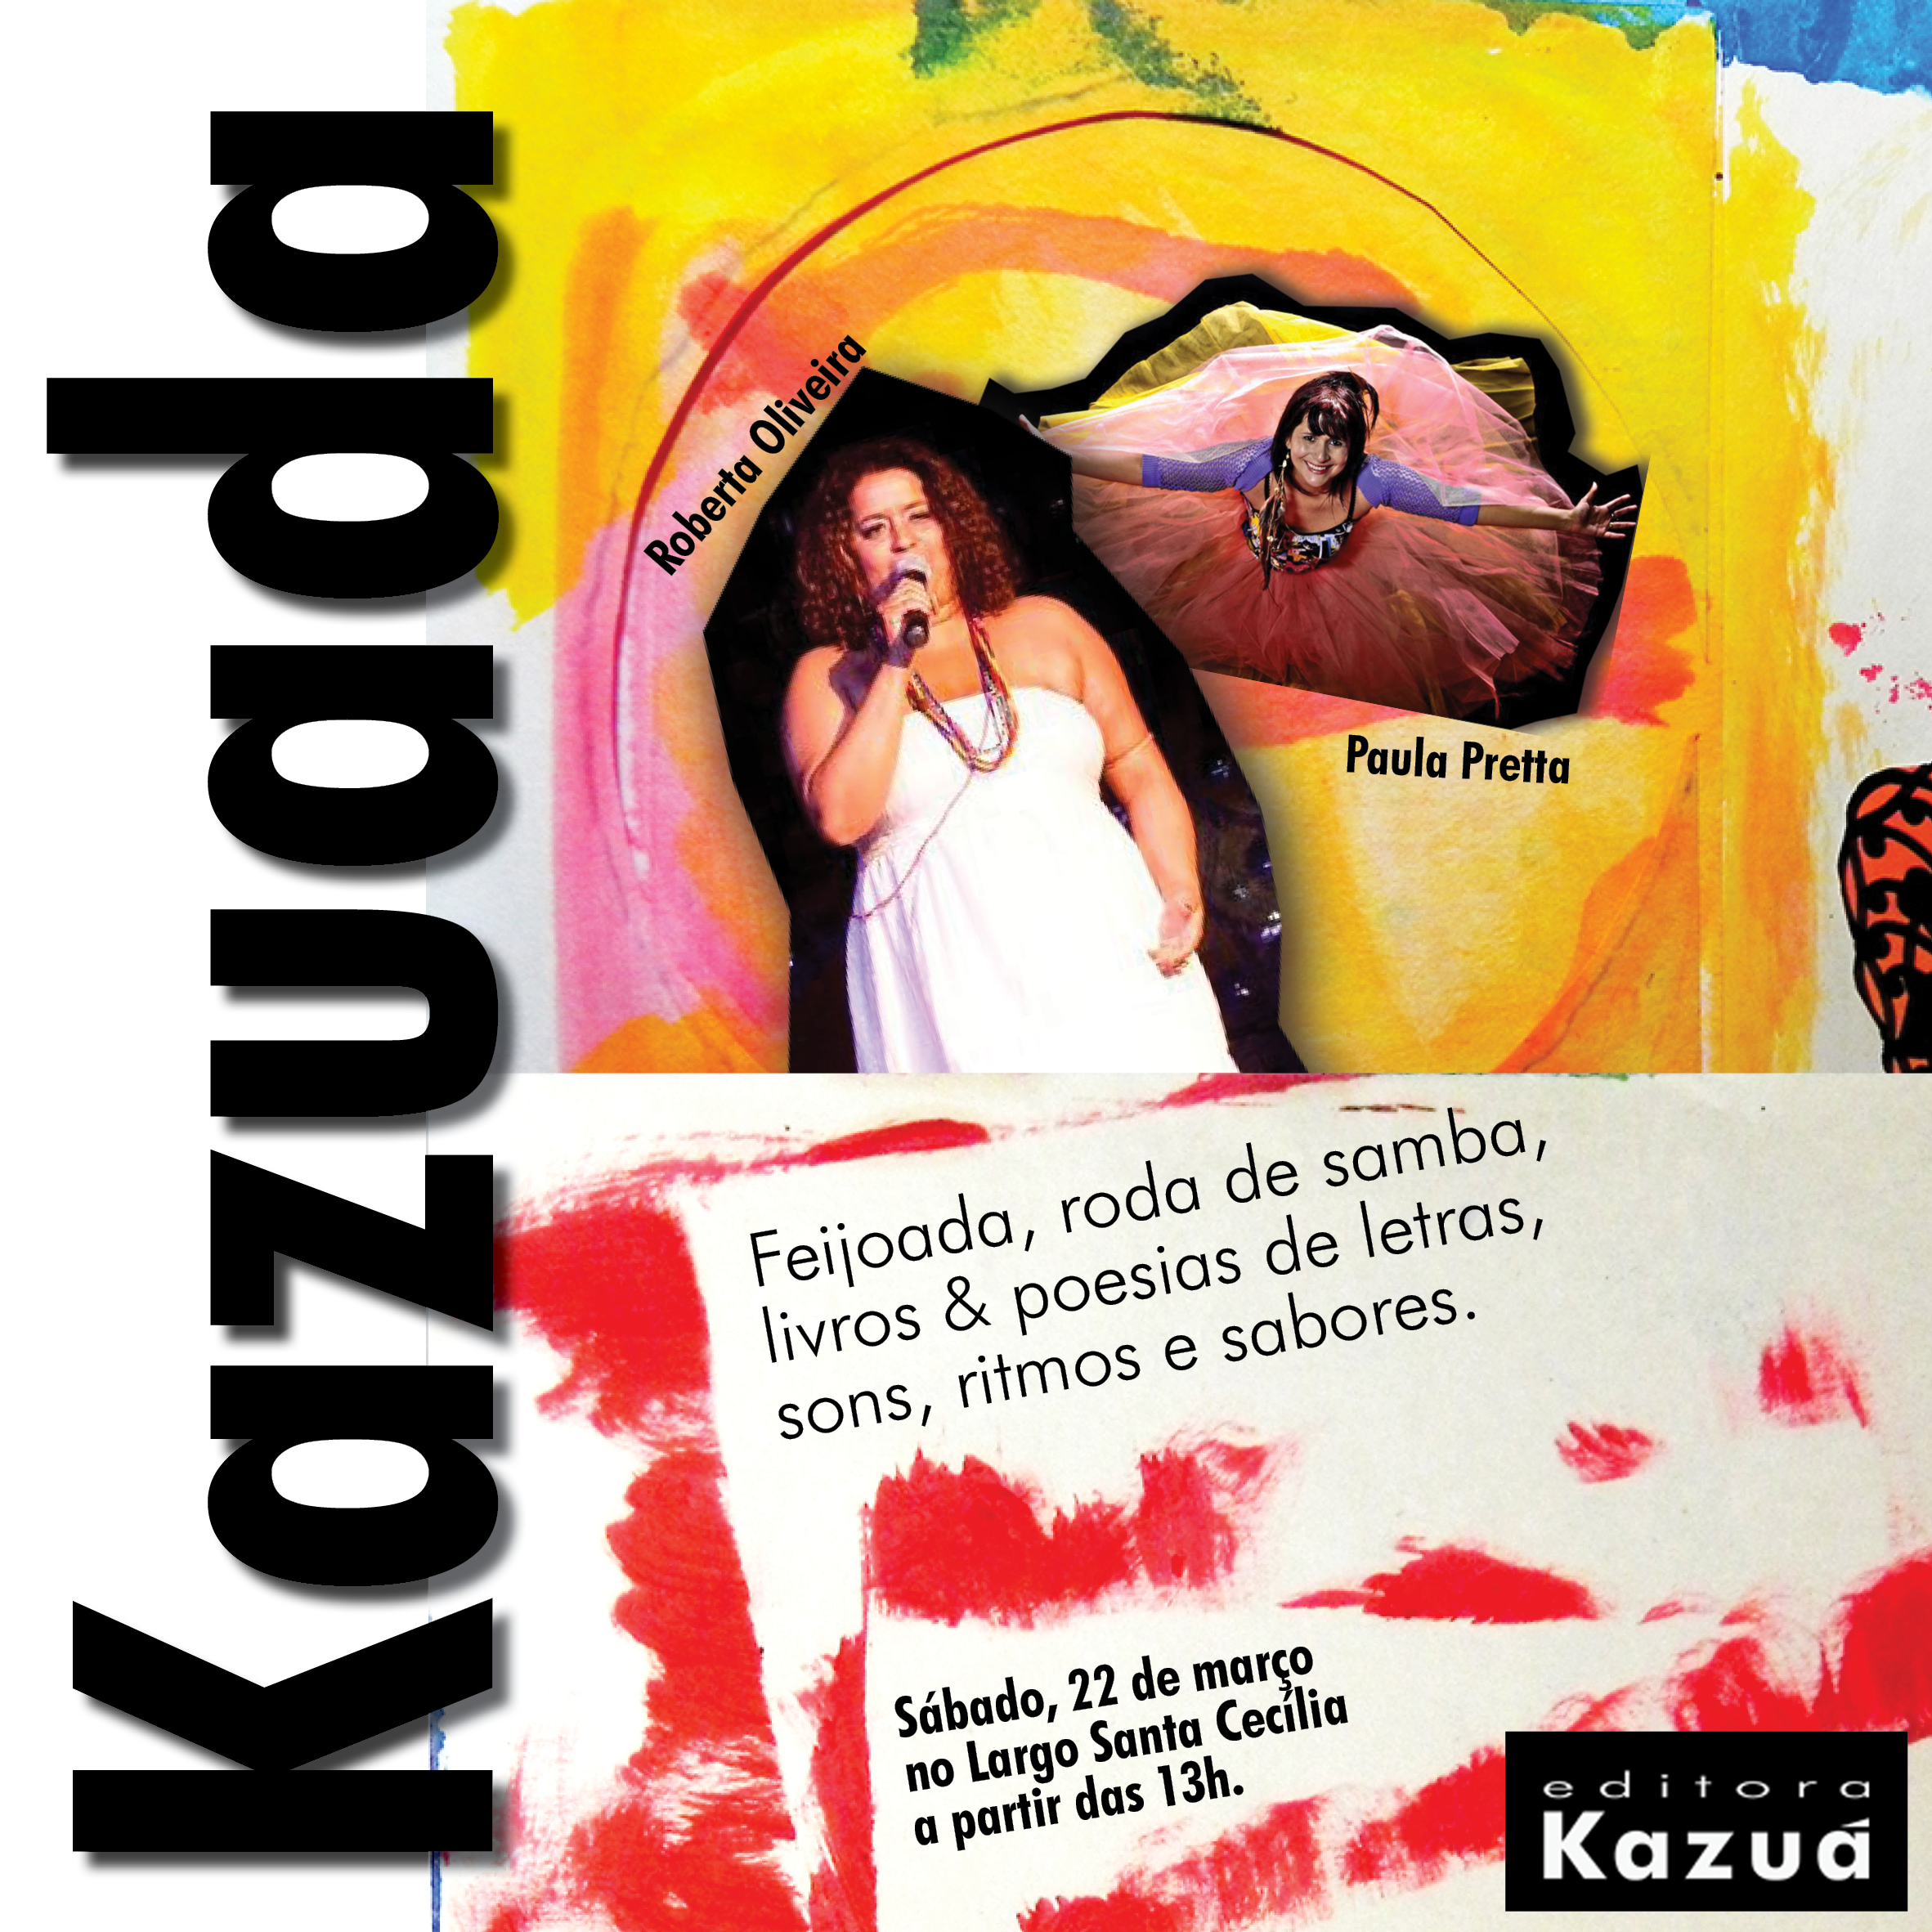 Kazuada
Roberta Oliveira
Paula Pretta
Feijoada, roda de samba,
livros & poesias de letras,
sons, ritmos e sabores.
Sábado, 22 de março
no Largo Santa Cecília
a partir das 13h.
editora
Kazuá